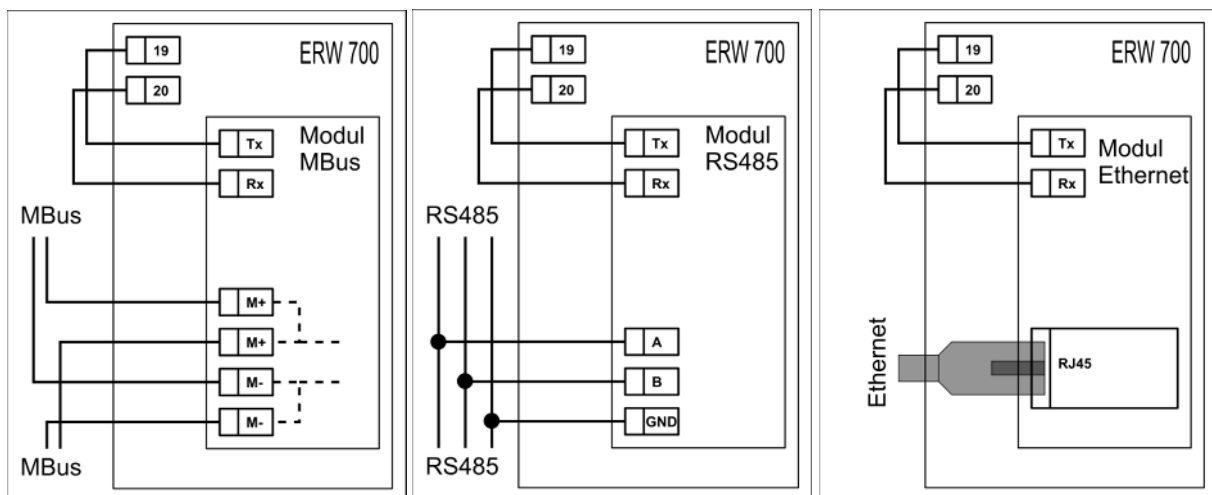 19
ERW 700
20
Modul
MBus
Tx
Rx
MBus
M+
M+
M-
M-
MBus
19
ERW 700
20
Modul
RS485
Tx
Rx
RS485
A
B
GND
RS485
19
ERW 700
20
Tx
Modul
Ethernet
Rx
Ethernet
RJ45